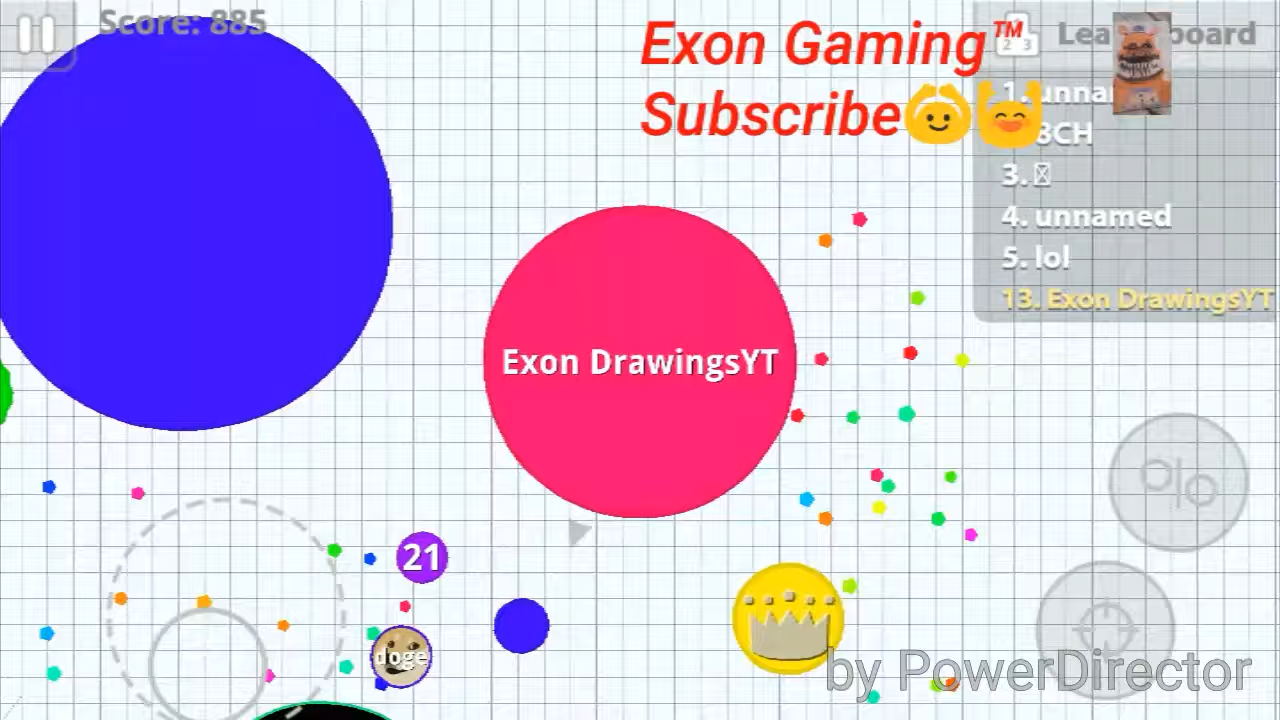 Score: 885
Exon Gaming™
Subscribe
3.
4. unnamed
5. lol
13. Exon DrawingsYT
Exon DrawingsYT
21
doge
by PowerDirector